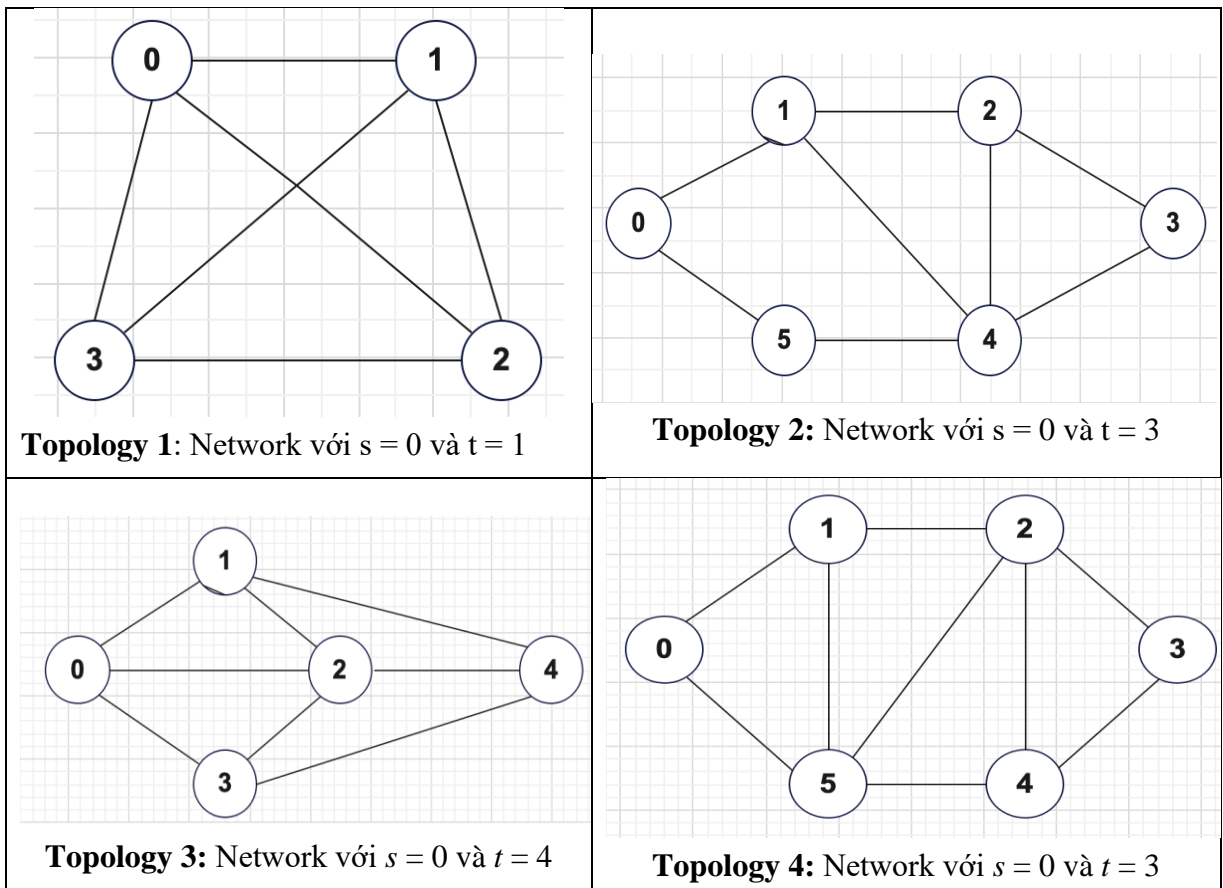 0 1
3 2
Topology 1: Network với s = 0 và t = 1
1 2
0 3
5 4
Topology 2: Network với s = 0 và t = 3
1
0 2 4
3
Topology 3: Network với s = 0 và t = 4
1 2
0 3
5 4
Topology 4: Network với s = 0 và t = 3